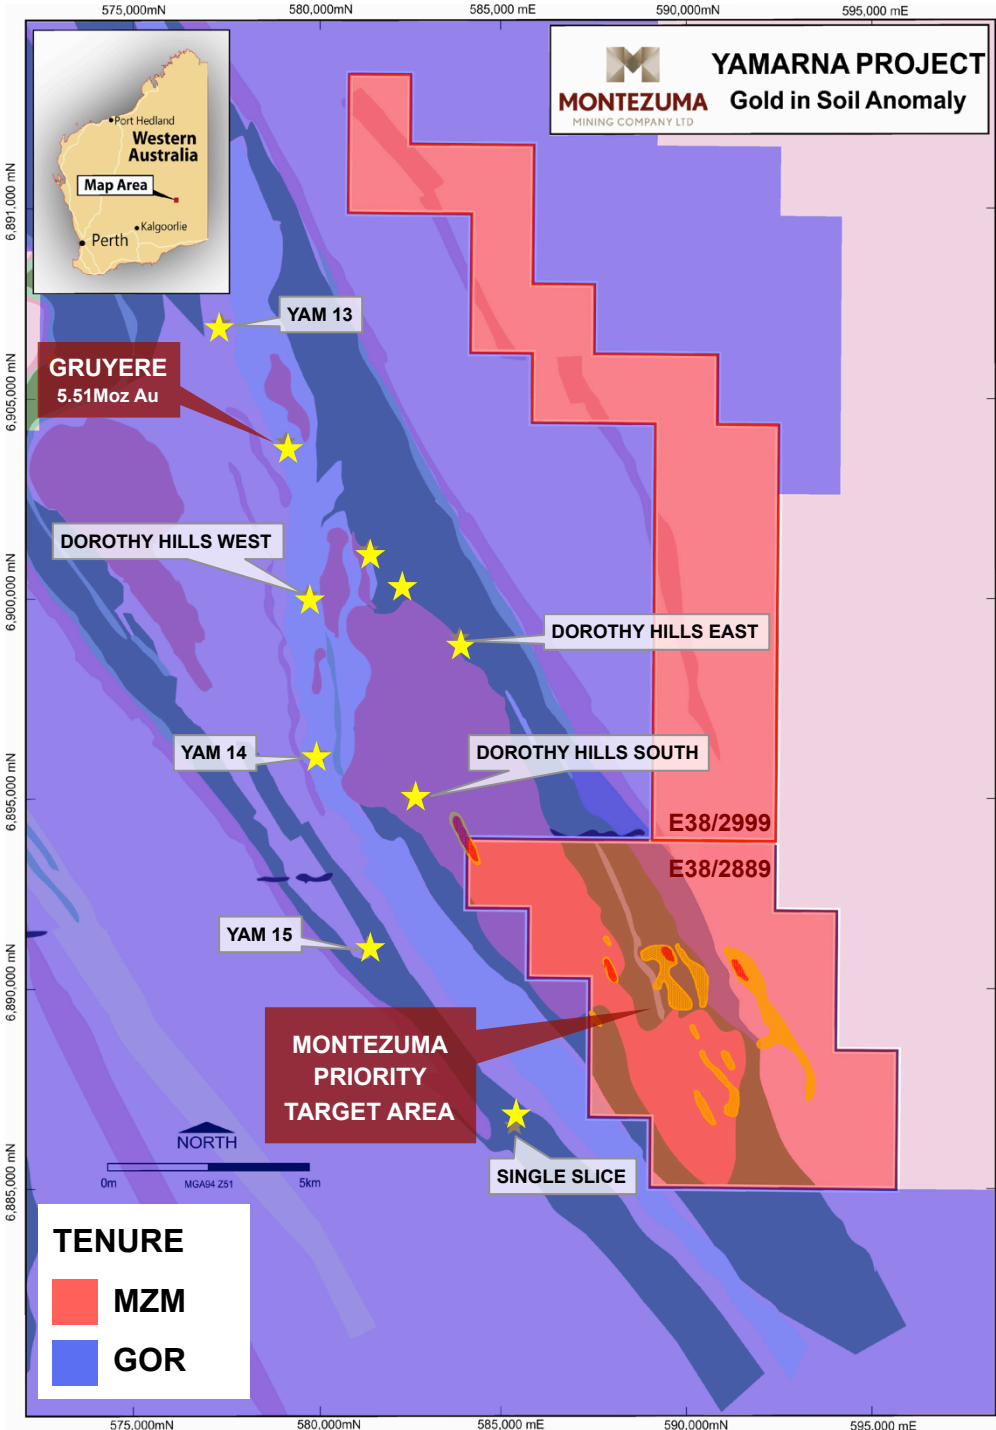 575,000mN
580,000mN
585,000 mE
590,000mN
595,000 mE
MONTEZUMA
MINING COMPANY LTD
YAMARNA PROJECT
Gold in Soil Anomaly
Port Hedland
Western
Australia
Map Area
Kalgoorlie
Perth
6,891,000 mN
YAM 13
GRUYERE
5.51Moz Au
6,905,000 mN
DOROTHY HILLS WEST
6,900,000 mN
DOROTHY HILLS EAST
YAM 14
DOROTHY HILLS SOUTH
6,895,000 mN
E38/2999
E38/2889
YAM 15
6,890,000 mN
MONTEZUMA
PRIORITY
TARGET AREA
NORTH
0m
MGA94 Z51
5km
SINGLE SLICE
6,885,000 mN
TENURE
MZM
GOR
575,000mN
580,000mN
585,000 mE
590,000mN
595,000 mE